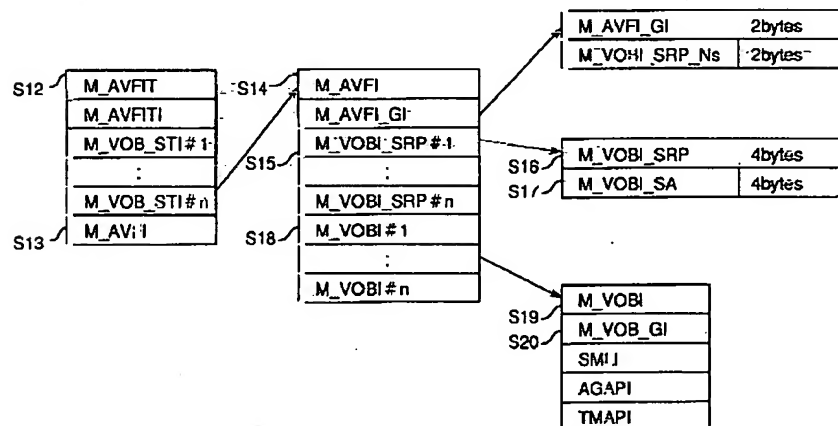 M_AVFI_GI 2bytes
M_VOBI_SRP_Ns 2bytes
S12 M_AVFIT
M_AVFITI
M_VOB_STI#1
:
M_VOB_STI#n
S13 M_AVFI
S14 M_AVFI
M_AVFI_GI
S15 M_VOBI_SRP#1
:
M_VOBI_SRP#n
S18 M_VOBI#1
:
M_VOBI#n
S16 M_VOBI_SRP 4bytes
S17 M_VOBI_SA 4bytes
S19 M_VOBI
S20 M_VOB_GI
SMLI
AGAPI
TMAPI